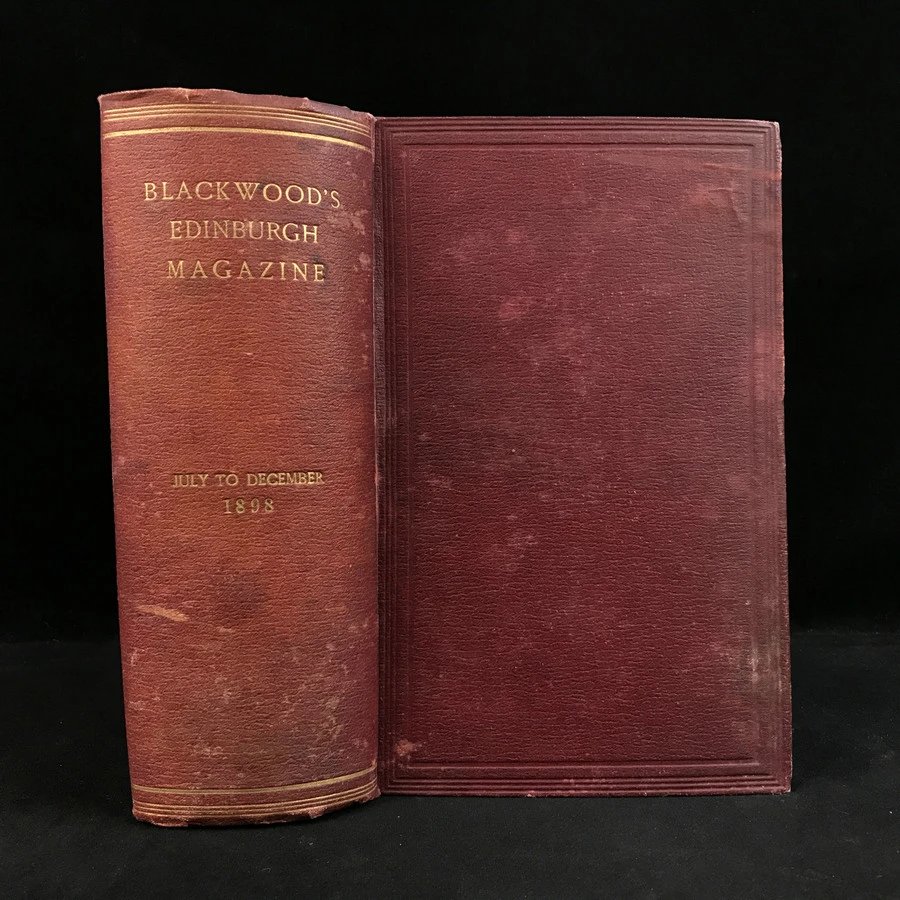 BLACKWOOD'S
EDINBURGH
MAGAZINE
JULY TO DECEMBER
1898